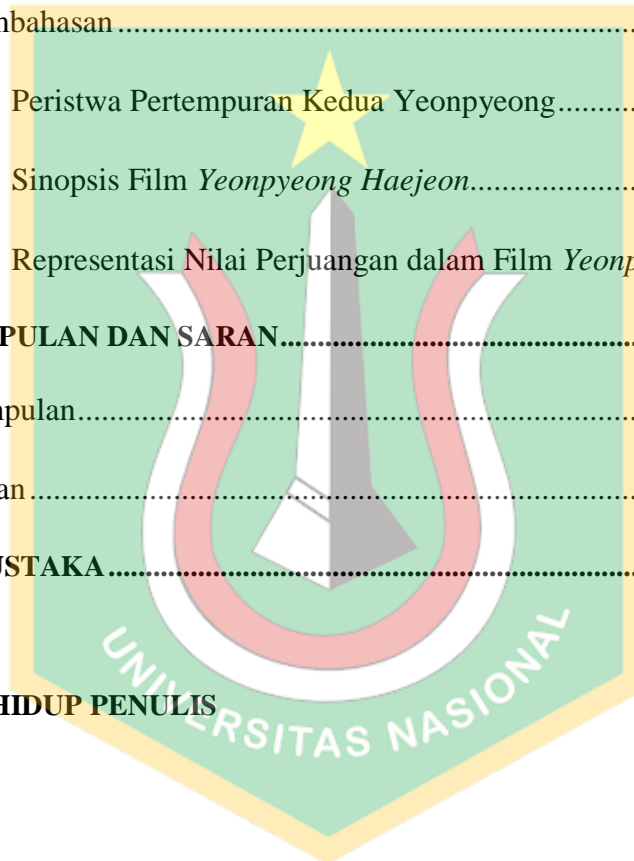 nbahasan ........................................................................
Peristwa Pertempuran Kedua Yeonpyeong............
Sinopsis Film Yeonpyeong Haejeon........................
Representasi Nilai Perjuangan dalam Film Yeonp
PULAN DAN SARAN....................................................
npulan.............................................................................
an ....................................................................................
USTAKA ........................................................................
HIDUP PENULIS
UNIVERSITAS NASIONAL